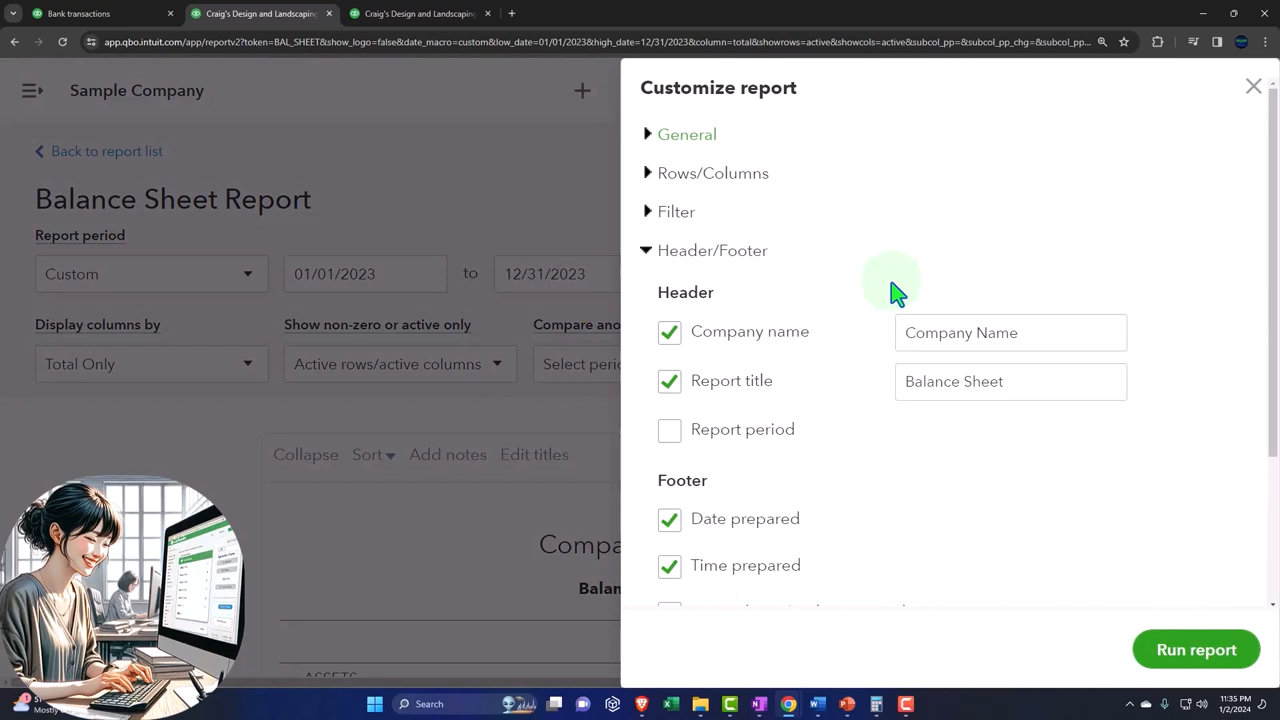 Bank transactions
Craig's Design and Landscaping
Craig's Design and Landscaping
app.qbo.intuit.com/app/reportv2?token=BAL_SHEET&show_logo=false&date_macro=custom&low_date=01/01/2023&high_date=12/31/2023&column=total&showrows=active&showcols=active&subcol_pp=&subcol_pp_chg=&subcol_pp...
Sample Company
Back to report list
Balance Sheet Report
Report period
Custom
01/01/2023
to
12/31/2023
Display columns by
Show non-zero or active only
Compare ano
Total Only
Active rows/active columns
Select peri
Collapse
Sort
Add notes
Edit titles
Compa
Balan
ASSETS
Customize report
General
Rows/Columns
Filter
Header/Footer
Header
Company name
Company Name
Report title
Balance Sheet
Report period
Footer
Date prepared
Time prepared
Run report
1
Mostly
Search
11:35 PM
1/2/2024